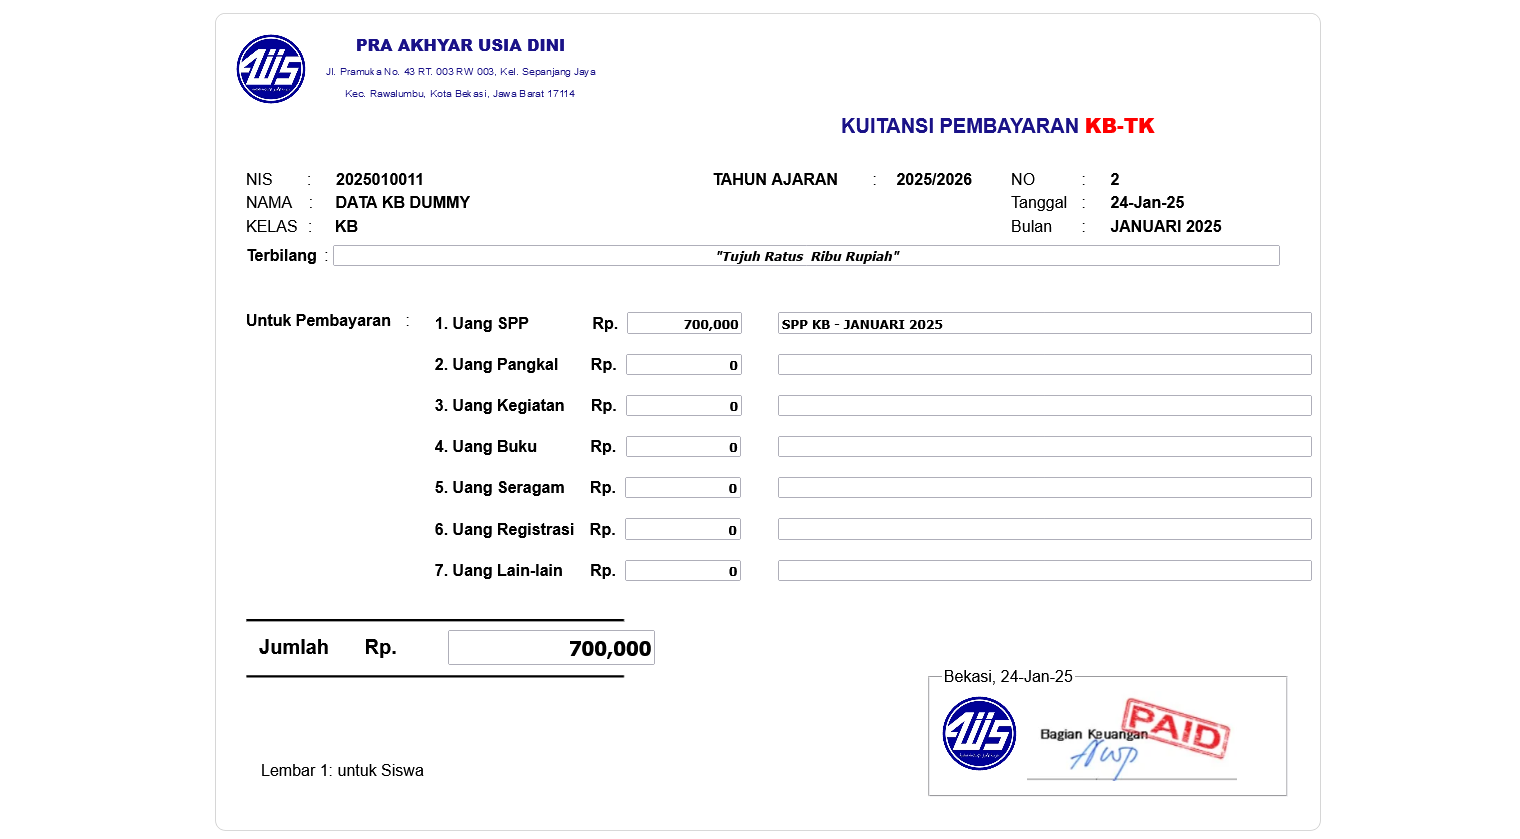 PRA AKHYAR USIA DINI
Jl. Pramuka No. 43 RT. 003 RW 003, Kel. Sepanjang Jaya
Kec. Rawalumbu, Kota Bekasi, Jawa Barat 17114
KUITANSI PEMBAYARAN KB-TK
NIS : 2025010011 TAHUN AJARAN : 2025/2026 NO : 2
NAMA : DATA KB DUMMY Tanggal : 24-Jan-25
KELAS : KB Bulan : JANUARI 2025
Terbilang : "Tujuh Ratus  Ribu Rupiah"
Untuk Pembayaran : 1. Uang SPP Rp. 700,000 SPP KB - JANUARI 2025
2. Uang Pangkal Rp. 0
3. Uang Kegiatan Rp. 0
4. Uang Buku Rp. 0
5. Uang Seragam Rp. 0
6. Uang Registrasi Rp. 0
7. Uang Lain-lain Rp. 0
Jumlah Rp. 700,000
Bekasi, 24-Jan-25
PAID
Bagian Keuangan
Lembar 1: untuk Siswa